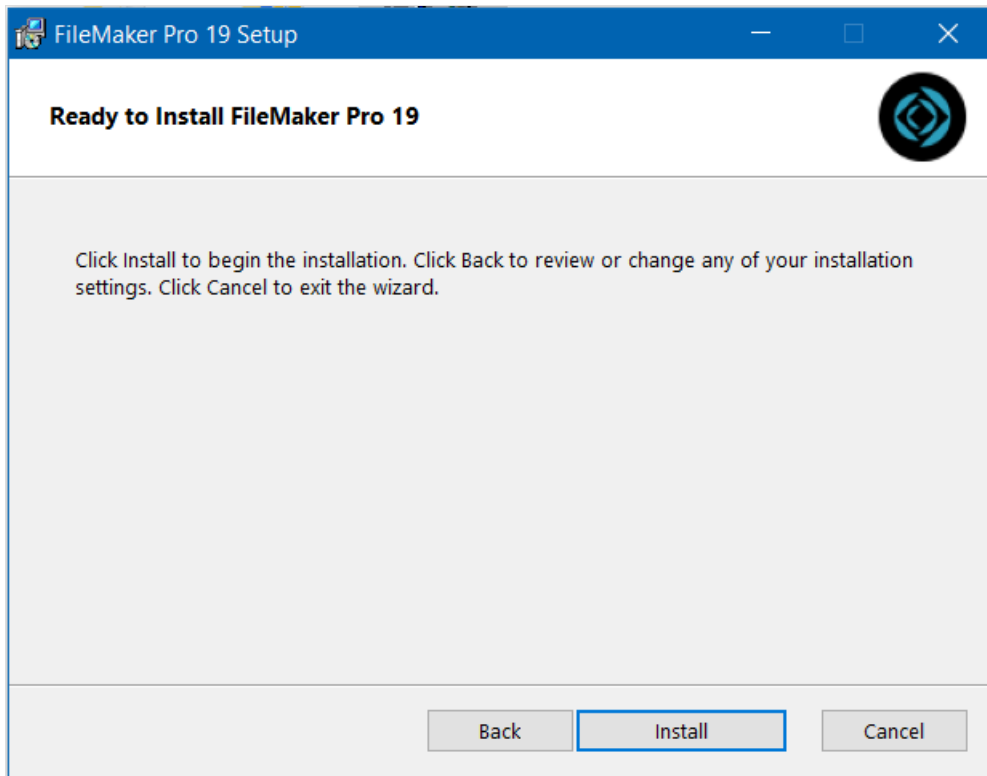 FileMaker Pro 19 Setup
Ready to Install FileMaker Pro 19
Click Install to begin the installation. Click Back to review or change any of your installation
settings. Click Cancel to exit the wizard.
Back Install Cancel